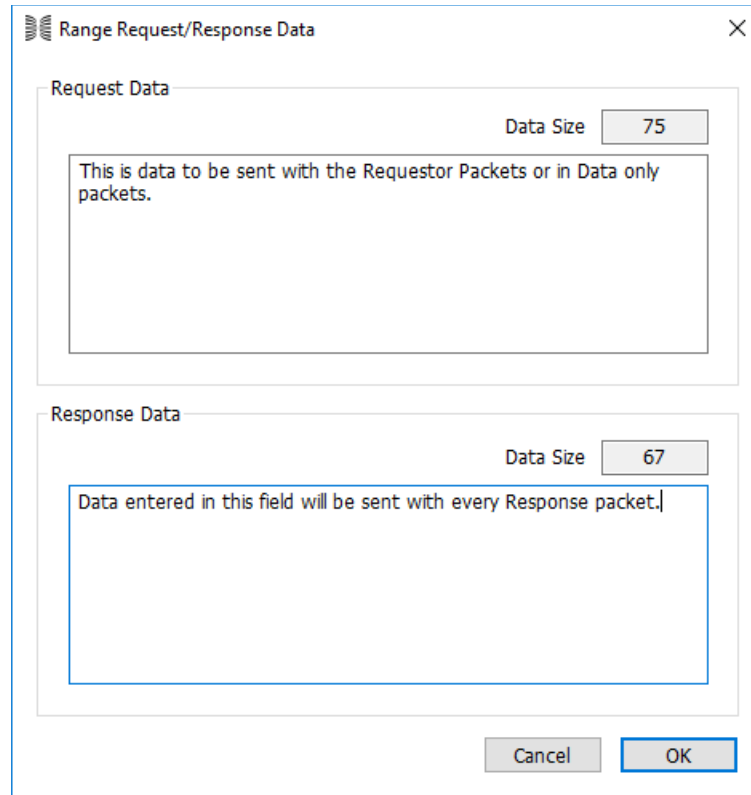 Range Request/Response Data
Request Data
Data Size 75
This is data to be sent with the Requestor Packets or in Data only
packets.
Response Data
Data Size 67
Data entered in this field will be sent with every Response packet.
Cancel OK